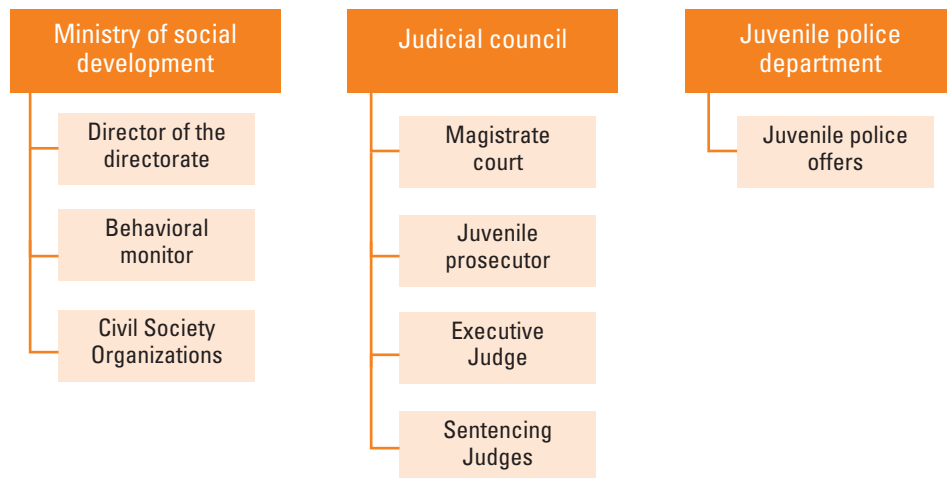 Ministry of social
development
Director of the
directorate
Behavioral
monitor
Civil Society
Organizations
Judicial council
Magistrate
court
Juvenile
prosecutor
Executive
Judge
Sentencing
Judges
Juvenile police
department
Juvenile police
offers